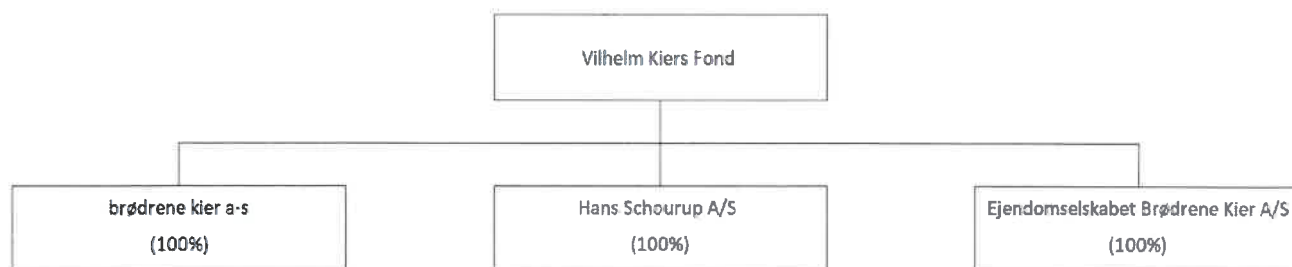 Vilhelm Kiers Fond
brødrene kier a-s
(100%)
Hans Schourup A/S
(100%)
Ejendomselskabet Brødrene Kier A/S
(100%)